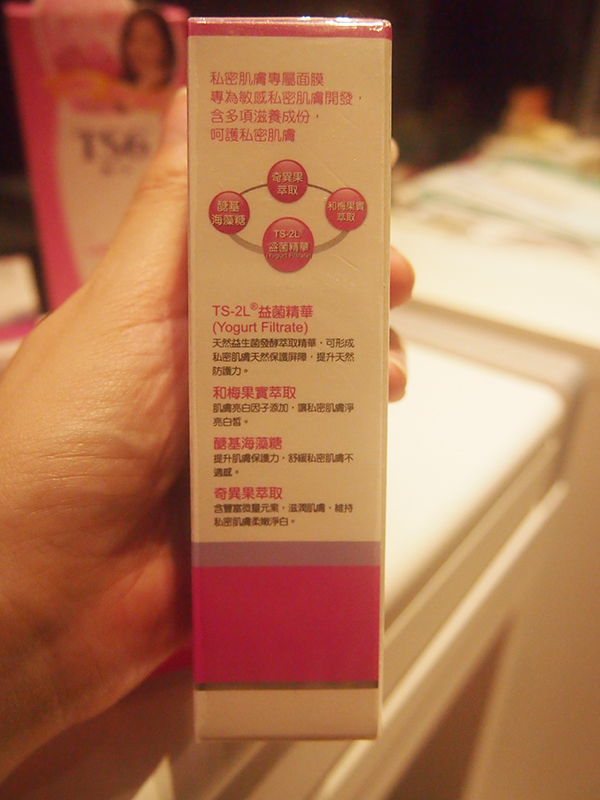 TS6
私密肌膚專屬面膜
專為敏感私密肌膚開發，
含多項滋養成份，
呵護私密肌膚
奇異果
萃取
醣基
海藻糖
和梅果實
萃取
TS-2L®
益菌精華
(Yogurt Filtrate)
TS-2L®益菌精華
(Yogurt Filtrate)
天然益生菌發酵萃取精華，可形成
私密肌膚天然保護屏障，提升天然
防護力。
和梅果實萃取
肌膚亮白因子添加，讓私密肌膚淨
亮白皙。
醣基海藻糖
提升肌膚保護力，舒緩私密肌膚不
適感。
奇異果萃取
含豐富微量元素，滋潤肌膚，維持
私密肌膚柔嫩淨白。